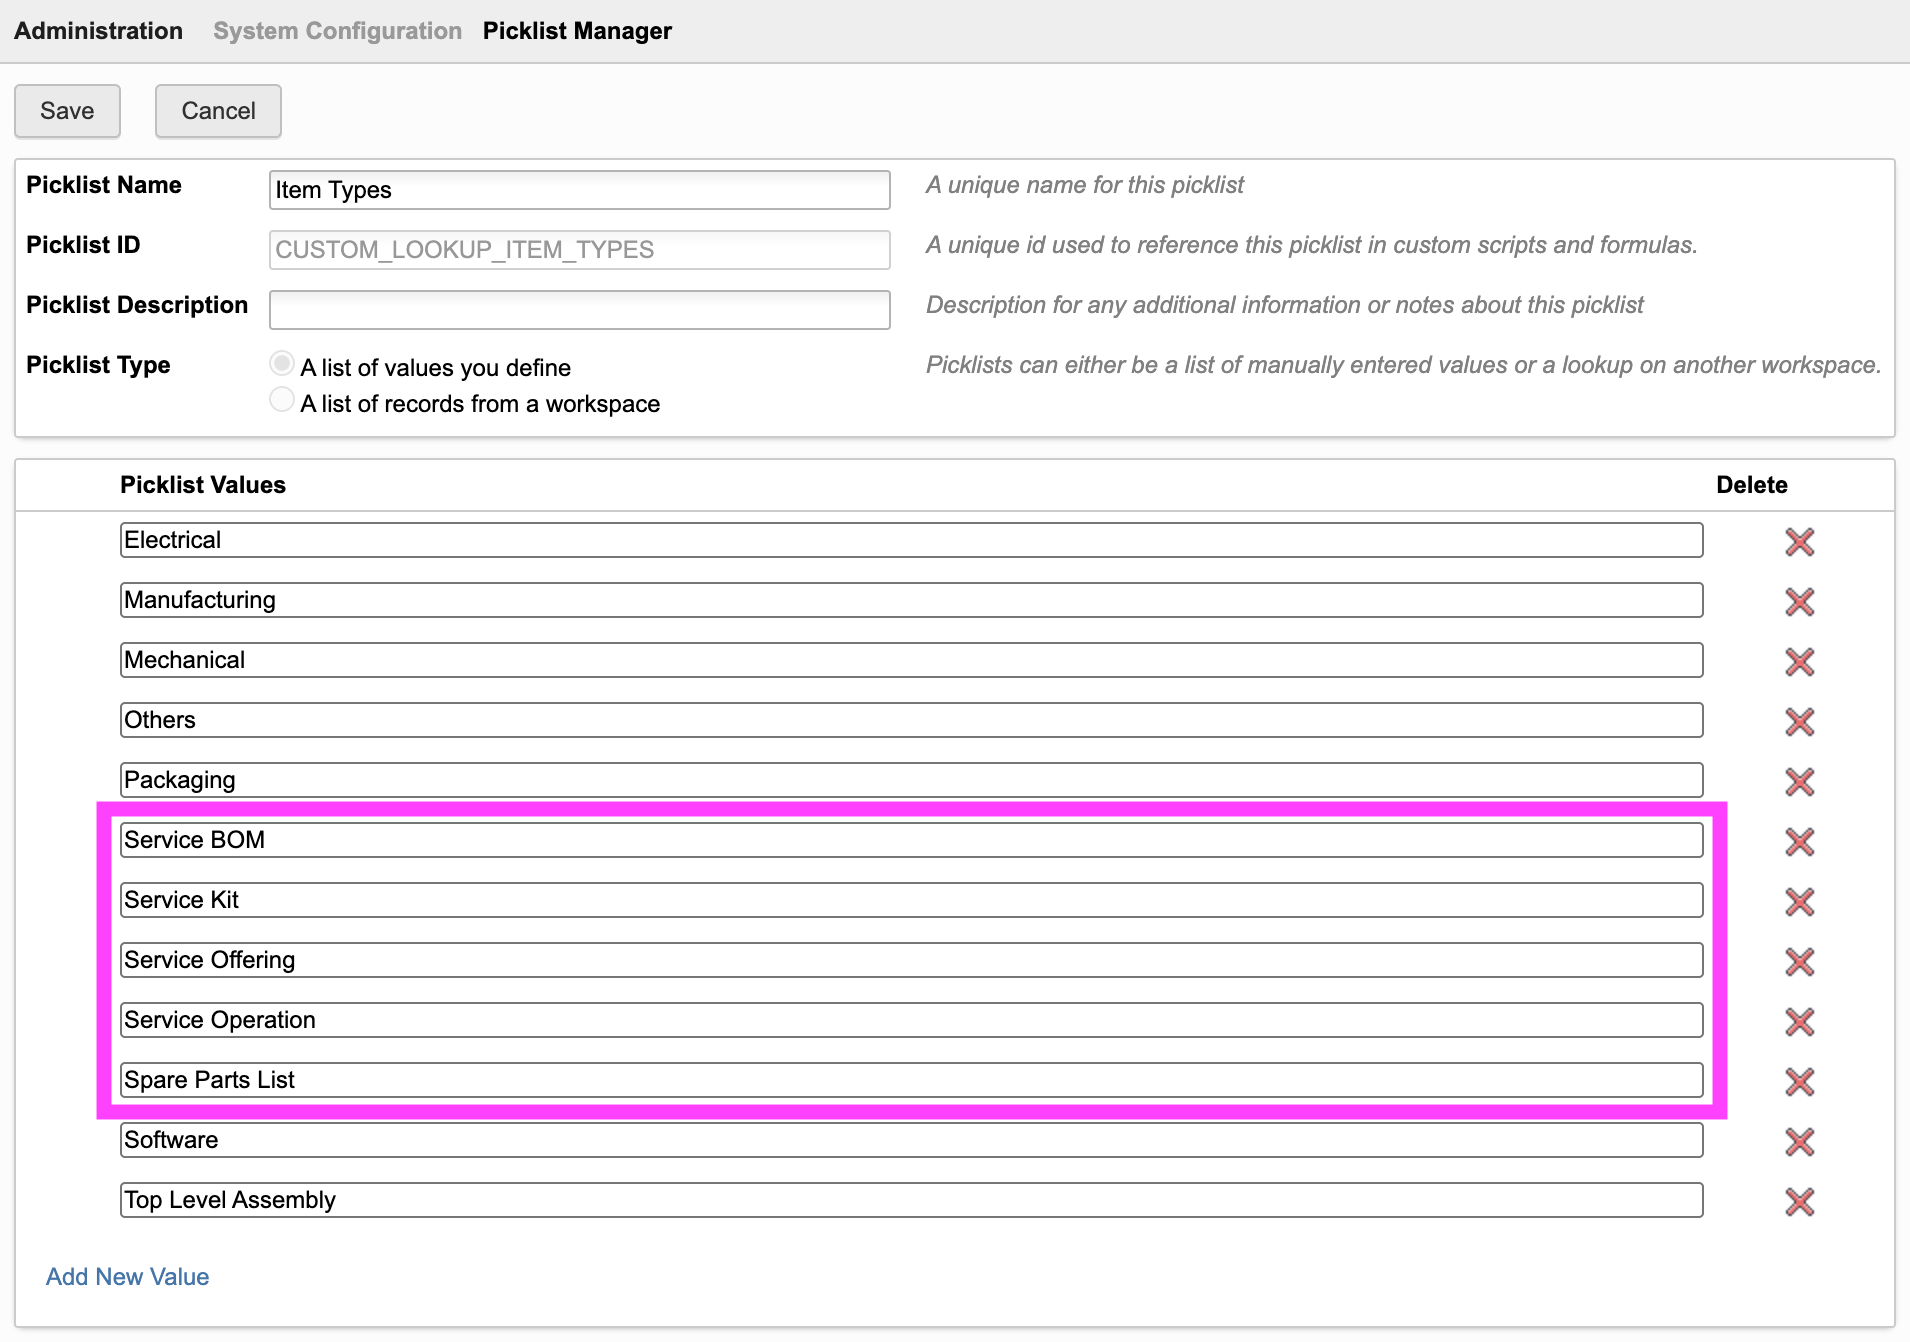 Administration System Configuration Picklist Manager
Save Cancel
Picklist Name Item Types A unique name for this picklist
Picklist ID CUSTOM_LOOKUP_ITEM_TYPES A unique id used to reference this picklist in custom scripts and formulas.
Picklist Description Description for any additional information or notes about this picklist
Picklist Type A list of values you define Picklists can either be a list of manually entered values or a lookup on another workspace.
A list of records from a workspace
Picklist Values Delete
Electrical
Manufacturing
Mechanical
Others
Packaging
Service BOM
Service Kit
Service Offering
Service Operation
Spare Parts List
Software
Top Level Assembly
Add New Value